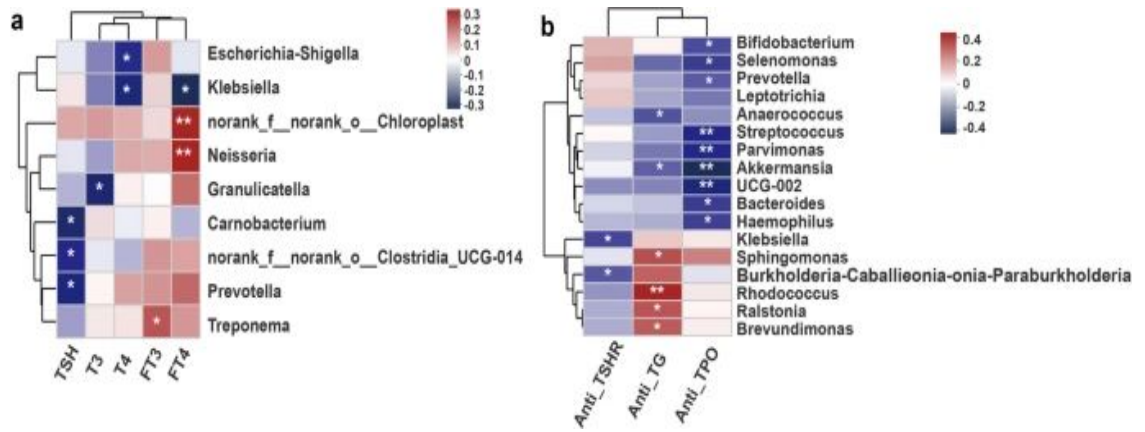 a
0.3
0.2
0.1
0
-0.1
-0.2
-0.3
Escherichia-Shigella
*
Klebsiella
* *
norank_f__norank_o__Chloroplast
**
Neisseria
**
Granulicatella
*
Carnobacterium
*
norank_f__norank_o__Clostridia_UCG-014
*
Prevotella
*
Treponema
*
TSH T3 T4 FT3 FT4
b
0.4
0.2
0
-0.2
-0.4
* Bifidobacterium
* Selenomonas
* Prevotella
Leptotrichia
* Anaerococcus
** Streptococcus
** Parvimonas
* ** Akkermansia
** UCG-002
* Bacteroides
* Haemophilus
* Klebsiella
* Sphingomonas
* Burkholderia-Caballieonia-onia-Paraburkholderia
** Rhodococcus
* Ralstonia
* Brevundimonas
Anti_TSHR Anti_TG Anti_TPO